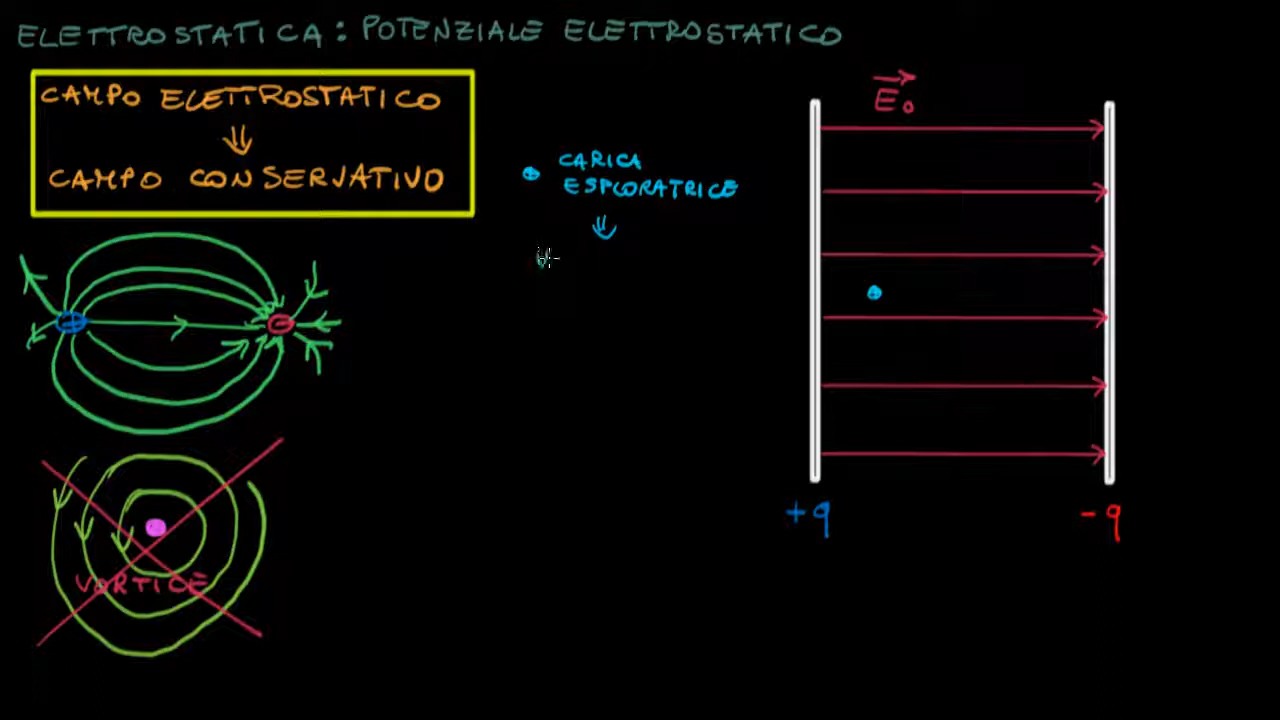 ELETTROSTATICA: POTENZIALE ELETTROSTATICO
CAMPO ELETTROSTATICO
⇓
CAMPO CONSERVATIVO
CARICA
ESPLORATRICE
⇓
E₀
+
-
VORTICE
+q
-q